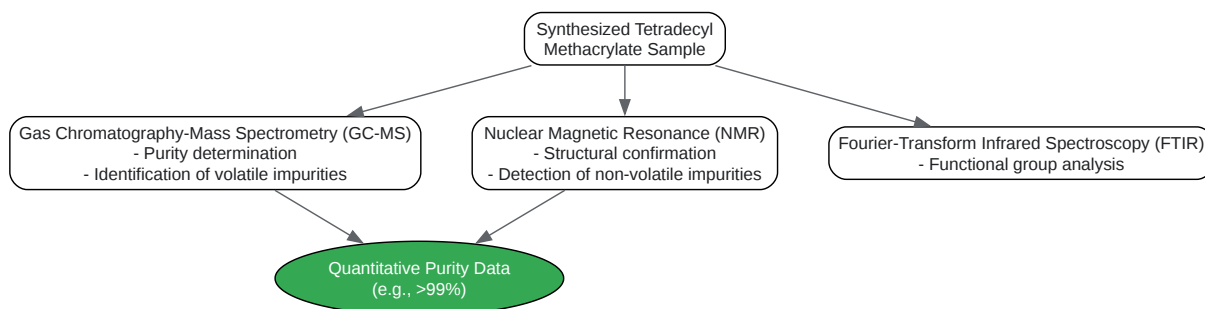 Synthesized Tetradecyl
Methacrylate Sample
Gas Chromatography-Mass Spectrometry (GC-MS)
- Purity determination
- Identification of volatile impurities
Nuclear Magnetic Resonance (NMR)
- Structural confirmation
- Detection of non-volatile impurities
Fourier-Transform Infrared Spectroscopy (FTIR)
- Functional group analysis
Quantitative Purity Data
(e.g., >99%)